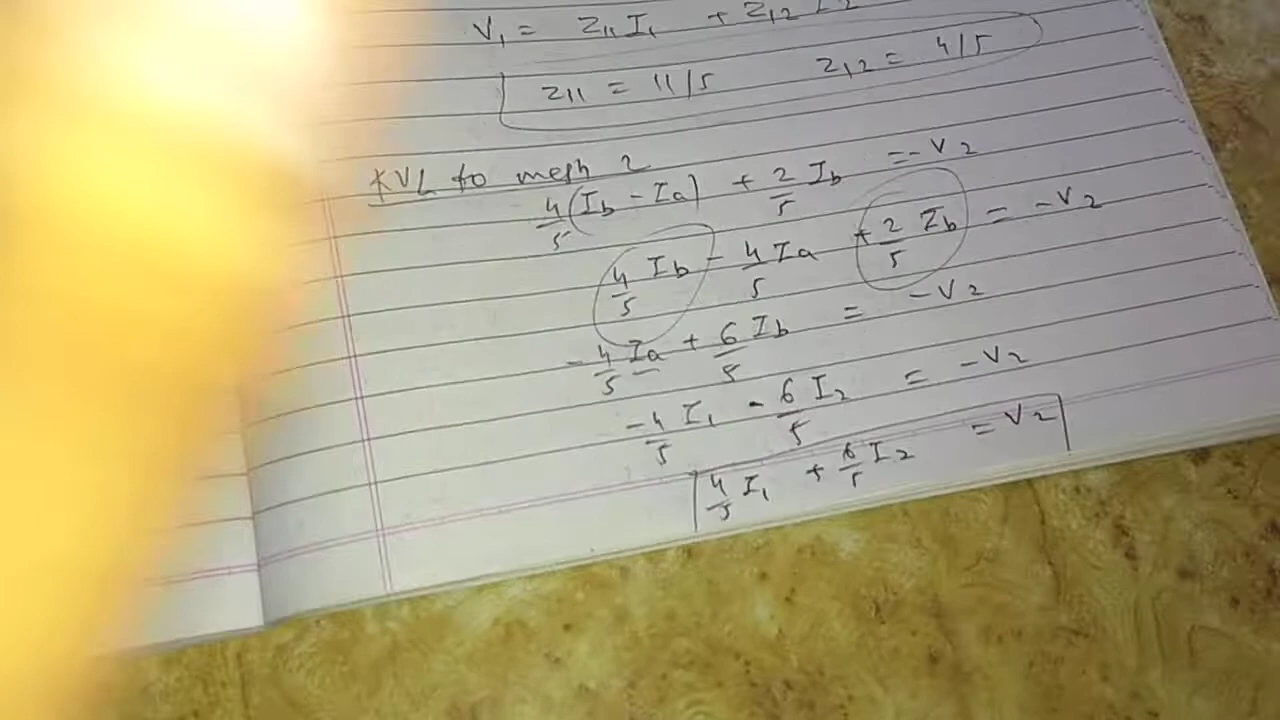 V₁ = Z₁₁ I₁ + Z₁₂ I₂
Z₁₁ = 11/5 Z₁₂ = 4/5
KVL to mesh 2
4/5 (Ib - Ia) + 2/5 Ib = -V₂
4/5 Ib - 4/5 Ia + 2/5 Ib = -V₂
-4/5 Ia + 6/5 Ib = -V₂
-4/5 I₁ - 6/5 I₂ = -V₂
4/5 I₁ + 6/5 I₂ = V₂